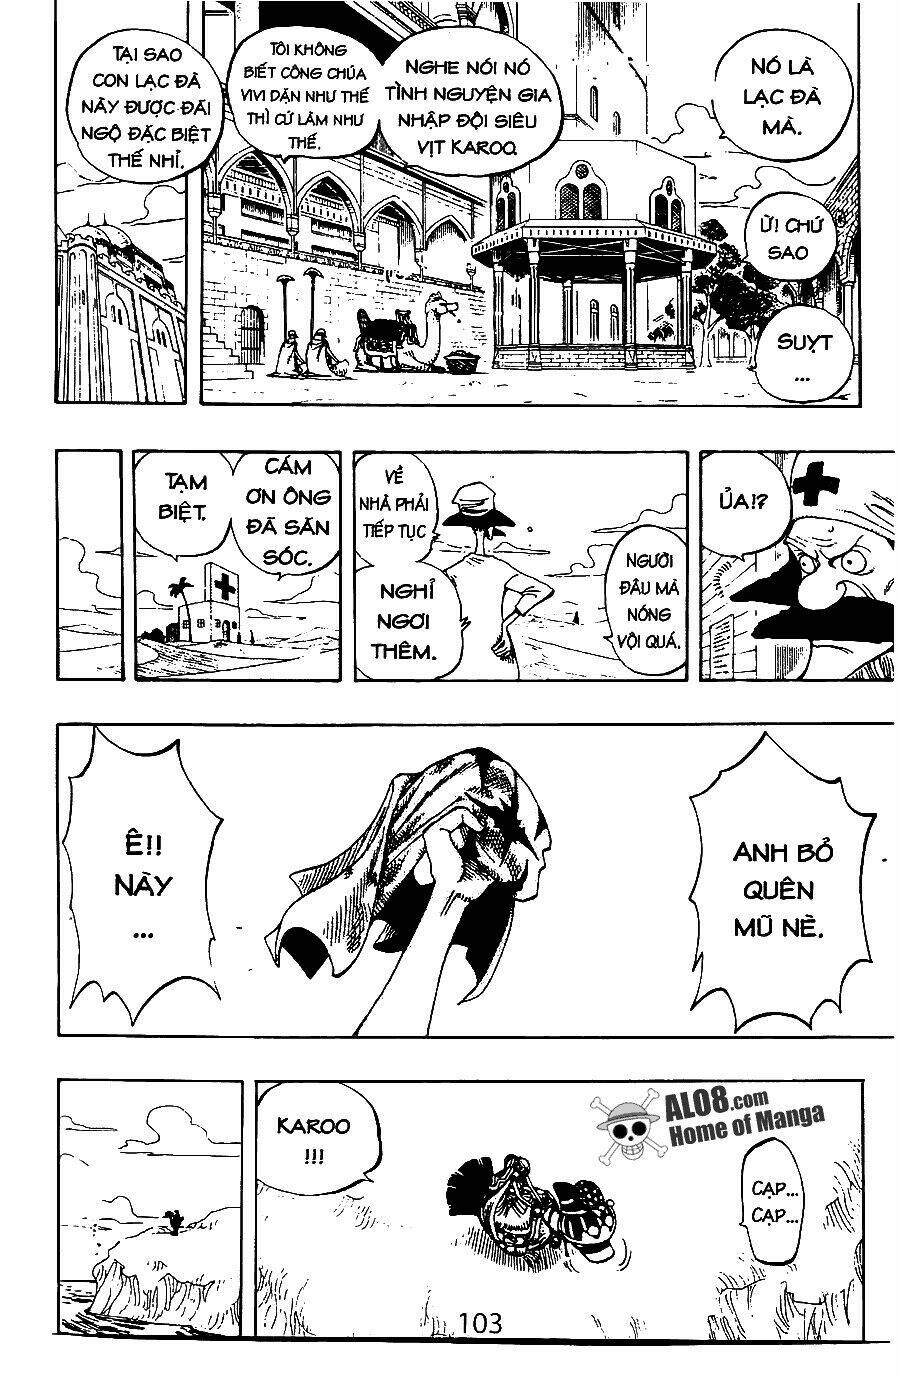 NÓ LÀ
LẠC ĐÀ
MÀ.
NGHE NÓI NÓ
TÌNH NGUYỆN GIA
NHẬP ĐỘI SIÊU
VỊT KAROO.
TÔI KHÔNG
BIẾT CÔNG CHÚA
VIVI DẶN NHƯ THẾ
THÌ CỨ LÀM NHƯ
THẾ.
TẠI SAO
CON LẠC ĐÀ
NÀY ĐƯỢC ĐÃI
NGỘ ĐẶC BIỆT
THẾ NHỈ.
Ừ! CHỨ
SAO
SUỴT
...
ỦA!?
NGƯỜI
ĐÂU MÀ
NÓNG
VỘI QUÁ.
VỀ
NHÀ PHẢI
TIẾP TỤC
NGHỈ
NGƠI
THÊM.
CÁM
ƠN ÔNG
ĐÃ SĂN
SÓC.
TẠM
BIỆT.
ANH BỎ
QUÊN
MŨ NÈ.
Ê!!
NÀY
...
AL08.com
Home of Manga
CẠP...
CẠP...
KAROO
!!!
103